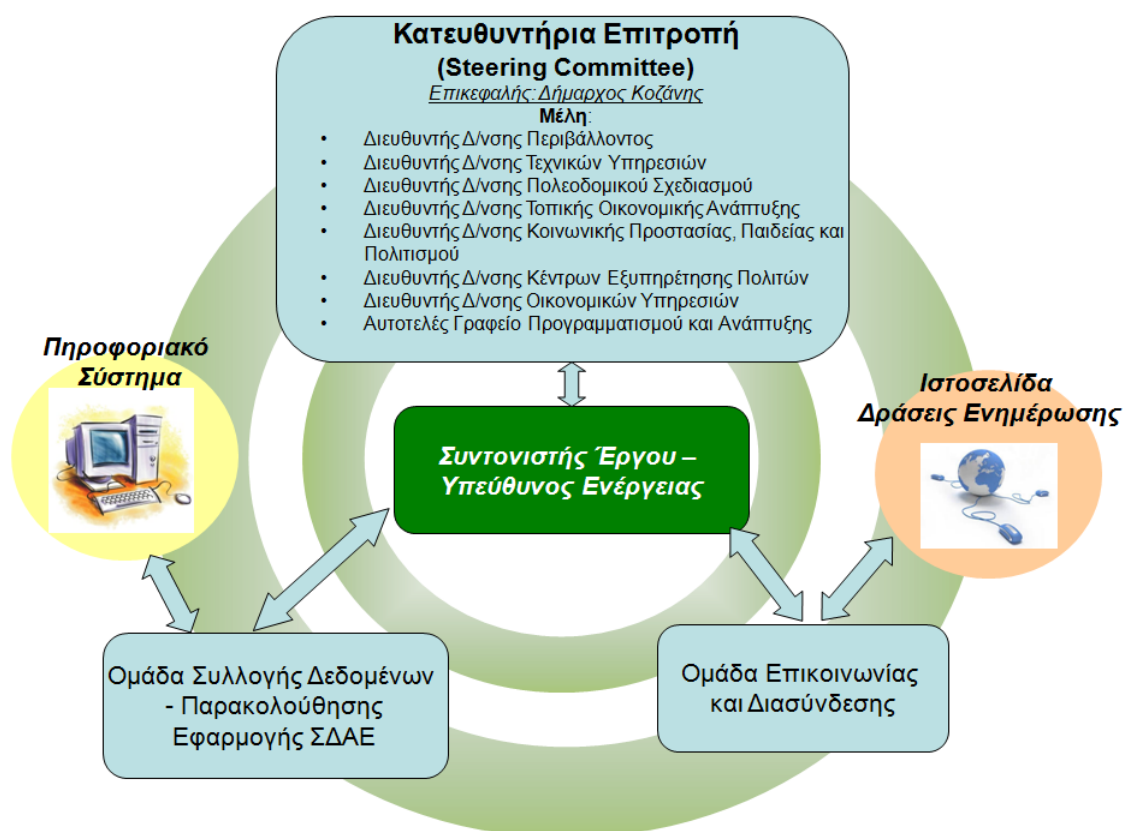 Κατευθυντήρια Επιτροπή
(Steering Committee)
Επικεφαλής: Δήμαρχος Κοζάνης
Μέλη:
• Διευθυντής Δ/νσης Περιβάλλοντος
• Διευθυντής Δ/νσης Τεχνικών Υπηρεσιών
• Διευθυντής Δ/νσης Πολεοδομικού Σχεδιασμού
• Διευθυντής Δ/νσης Τοπικής Οικονομικής Ανάπτυξης
• Διευθυντής Δ/νσης Κοινωνικής Προστασίας, Παιδείας και
Πολιτισμού
• Διευθυντής Δ/νσης Κέντρων Εξυπηρέτησης Πολιτών
• Διευθυντής Δ/νσης Οικονομικών Υπηρεσιών
• Αυτοτελές Γραφείο Προγραμματισμού και Ανάπτυξης
Πηροφοριακό
Σύστημα
Ιστοσελίδα
Δράσεις Ενημέρωσης
Συντονιστής Έργου –
Υπεύθυνος Ενέργειας
Ομάδα Συλλογής Δεδομένων
- Παρακολούθησης
Εφαρμογής ΣΔΑΕ
Ομάδα Επικοινωνίας
και Διασύνδεσης